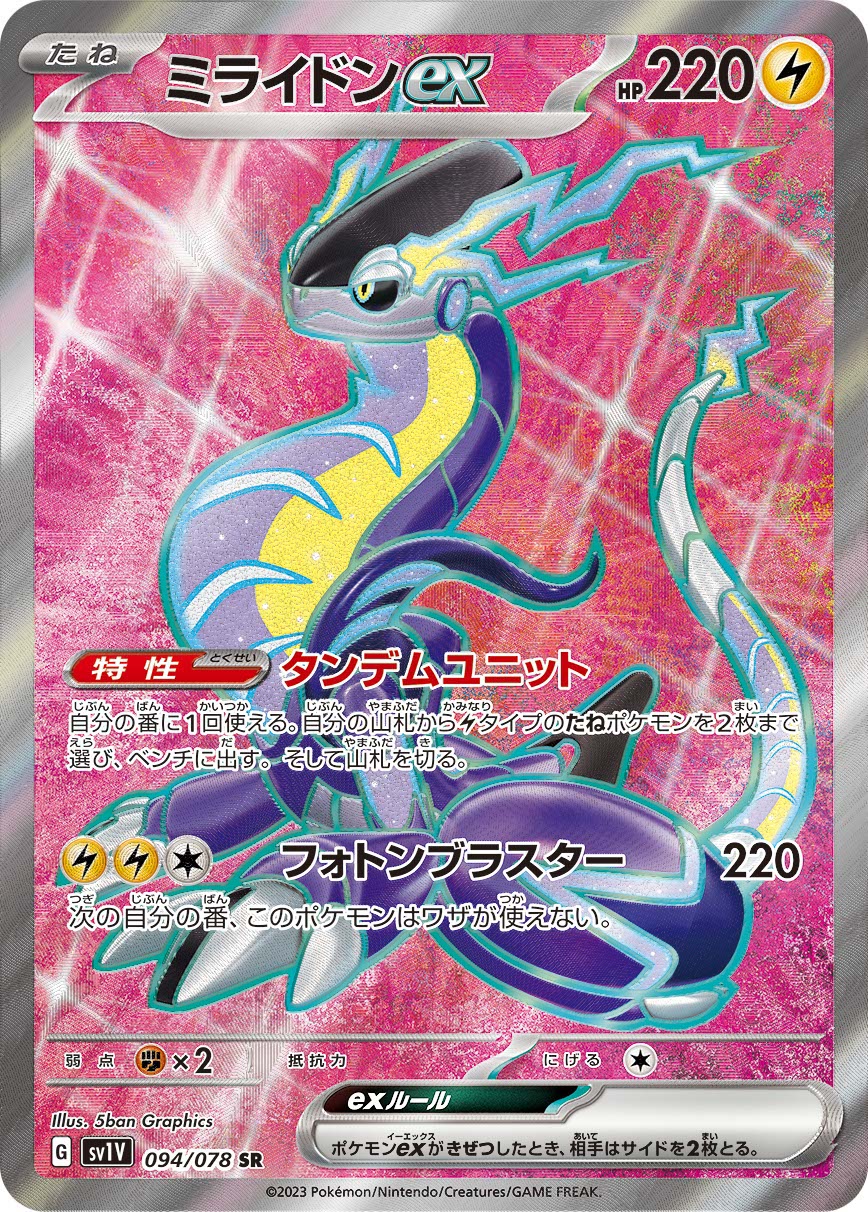 たね ミライドンex HP220
特性 とくせい タンデムユニット
自分の番に1回使える。自分の山札から⚡タイプのたねポケモンを2枚まで
選び、ベンチに出す。そして山札を切る。
フォトンブラスター 220
次の自分の番、このポケモンはワザが使えない。
弱点 ×2 抵抗力 にげる
exルール
ポケモンexがきぜつしたとき、相手はサイドを2枚とる。
Illus. 5ban Graphics
G sv1V 094/078 SR
©2023 Pokémon/Nintendo/Creatures/GAME FREAK.